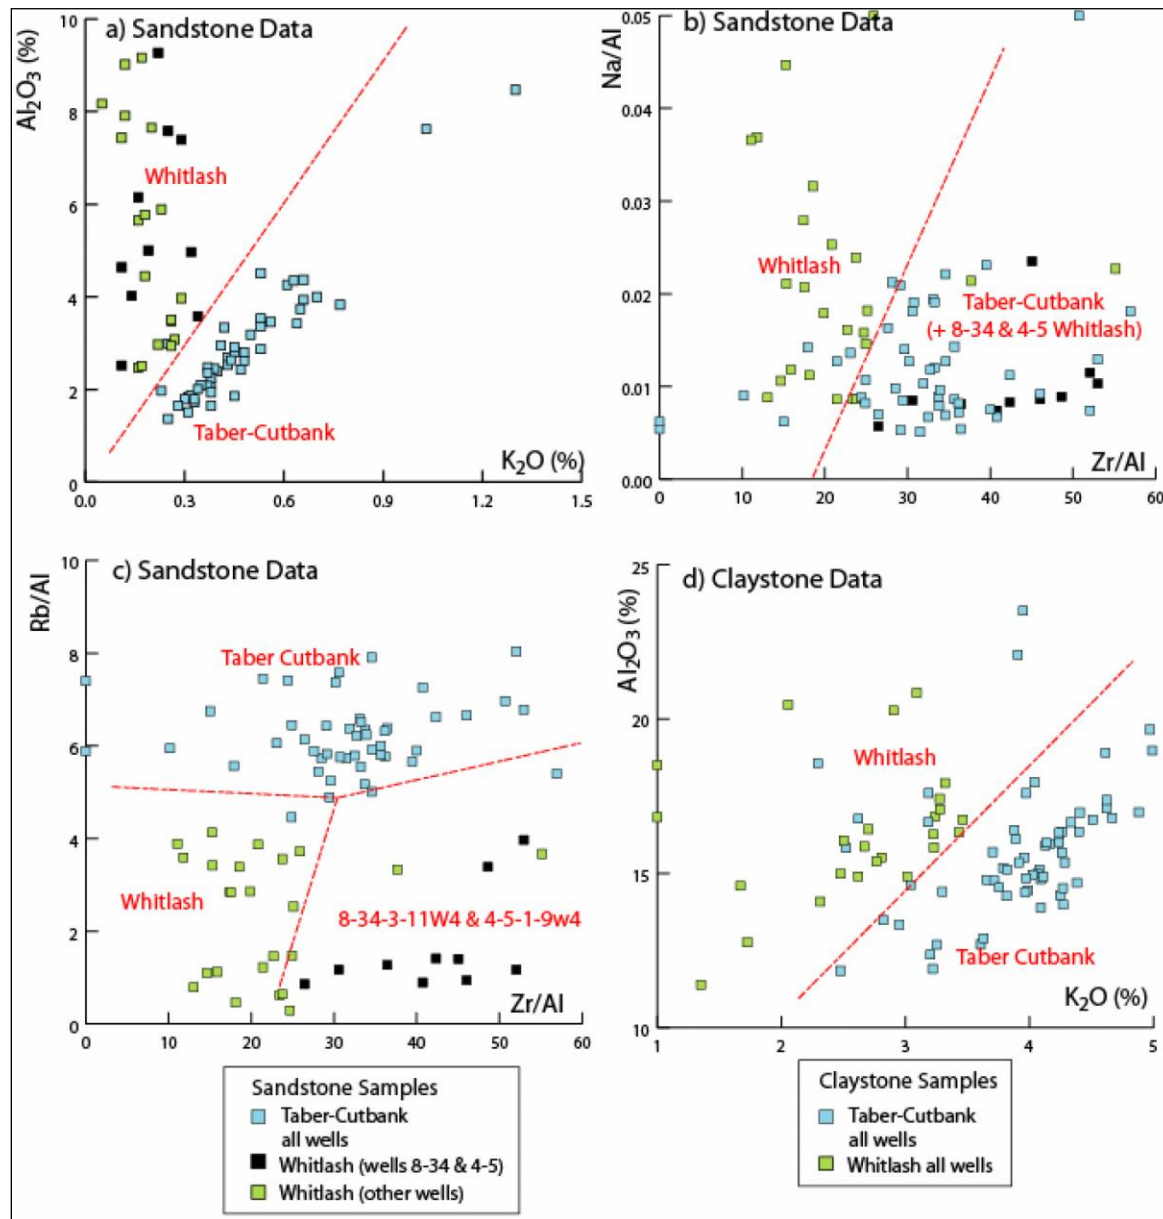 a) Sandstone Data
Al2O3 (%)
10
8
6
4
2
0
Whitlash
Taber-Cutbank
K2O (%)
0.0 0.3 0.6 0.9 1.2 1.5
b) Sandstone Data
Na/Al
0.05
0.04
0.03
0.02
0.01
0.00
Whitlash
Taber-Cutbank
(+ 8-34 & 4-5 Whitlash)
Zr/Al
0 10 20 30 40 50 60
c) Sandstone Data
Rb/Al
10
8
6
4
2
0
Taber Cutbank
Whitlash
8-34-3-11W4 & 4-5-1-9w4
Zr/Al
0 10 20 30 40 50 60
d) Claystone Data
Al2O3 (%)
25
20
15
10
Whitlash
Taber Cutbank
K2O (%)
1 2 3 4 5
Sandstone Samples
Taber-Cutbank
all wells
Whitlash (wells 8-34 & 4-5)
Whitlash (other wells)
Claystone Samples
Taber-Cutbank
all wells
Whitlash all wells